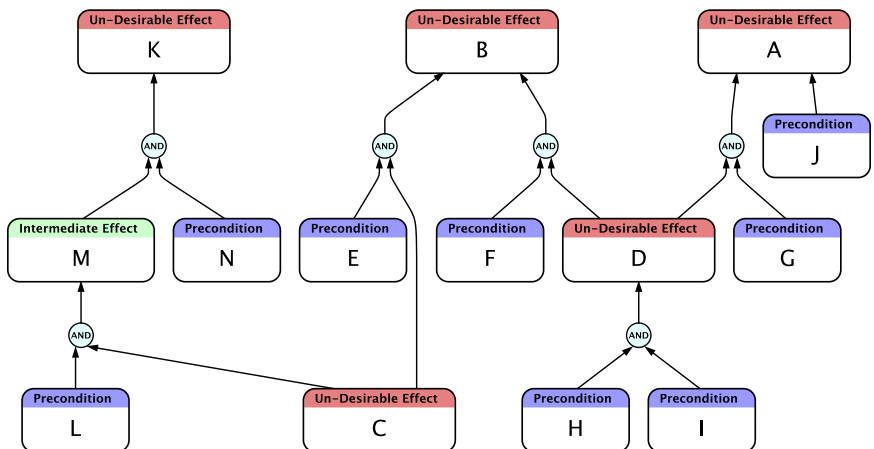 Un-Desirable Effect
K
Un-Desirable Effect
B
Un-Desirable Effect
A
Precondition
J
AND
AND
AND
AND
Intermediate Effect
M
Precondition
N
Precondition
E
Precondition
F
Un-Desirable Effect
D
Precondition
G
AND
AND
Precondition
L
Un-Desirable Effect
C
Precondition
H
Precondition
I